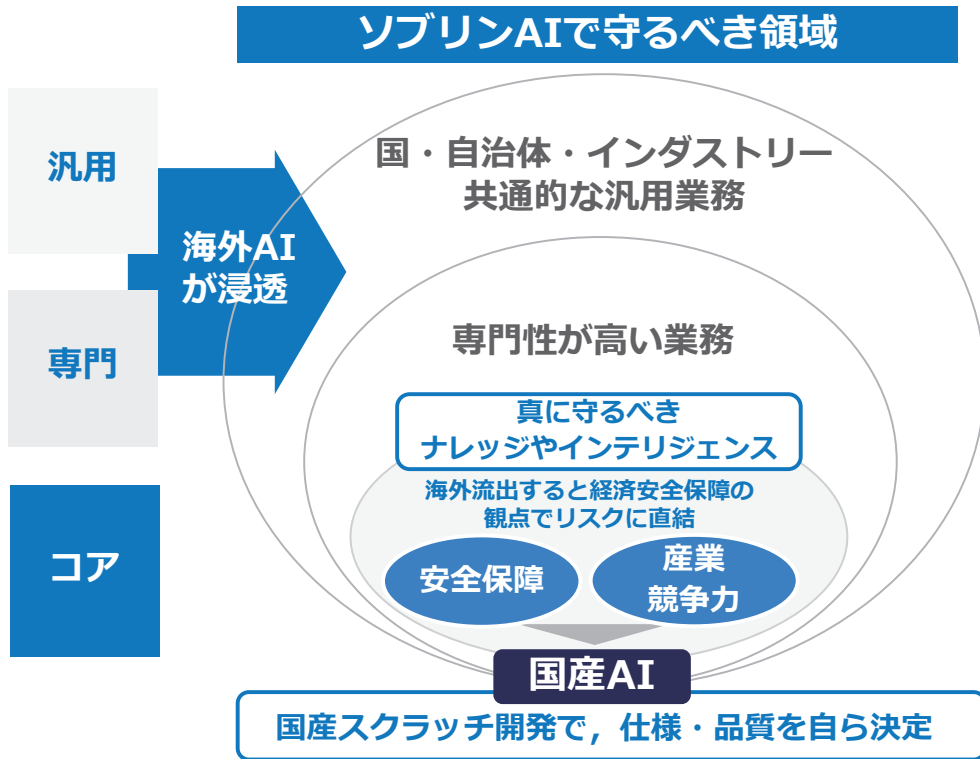 ソブリンAIで守るべき領域
汎用
国・自治体・インダストリー
共通的な汎用業務
海外AI
が浸透
専門
専門性が高い業務
真に守るべき
ナレッジやインテリジェンス
海外流出すると経済安全保障の
観点でリスクに直結
コア
安全保障
産業
競争力
国産AI
国産スクラッチ開発で，仕様・品質を自ら決定